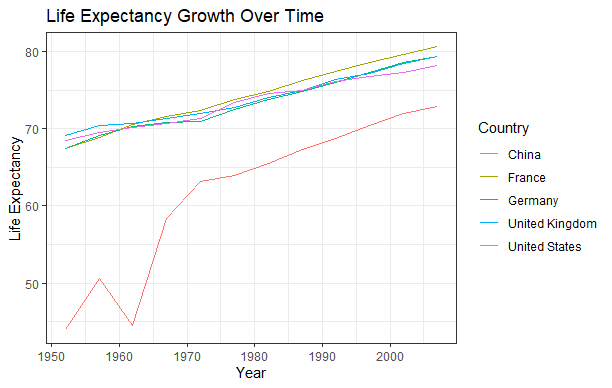 Life Expectancy Growth Over Time
80
70
60
50
Life Expectancy
1950 1960 1970 1980 1990 2000
Year
Country
China
France
Germany
United Kingdom
United States